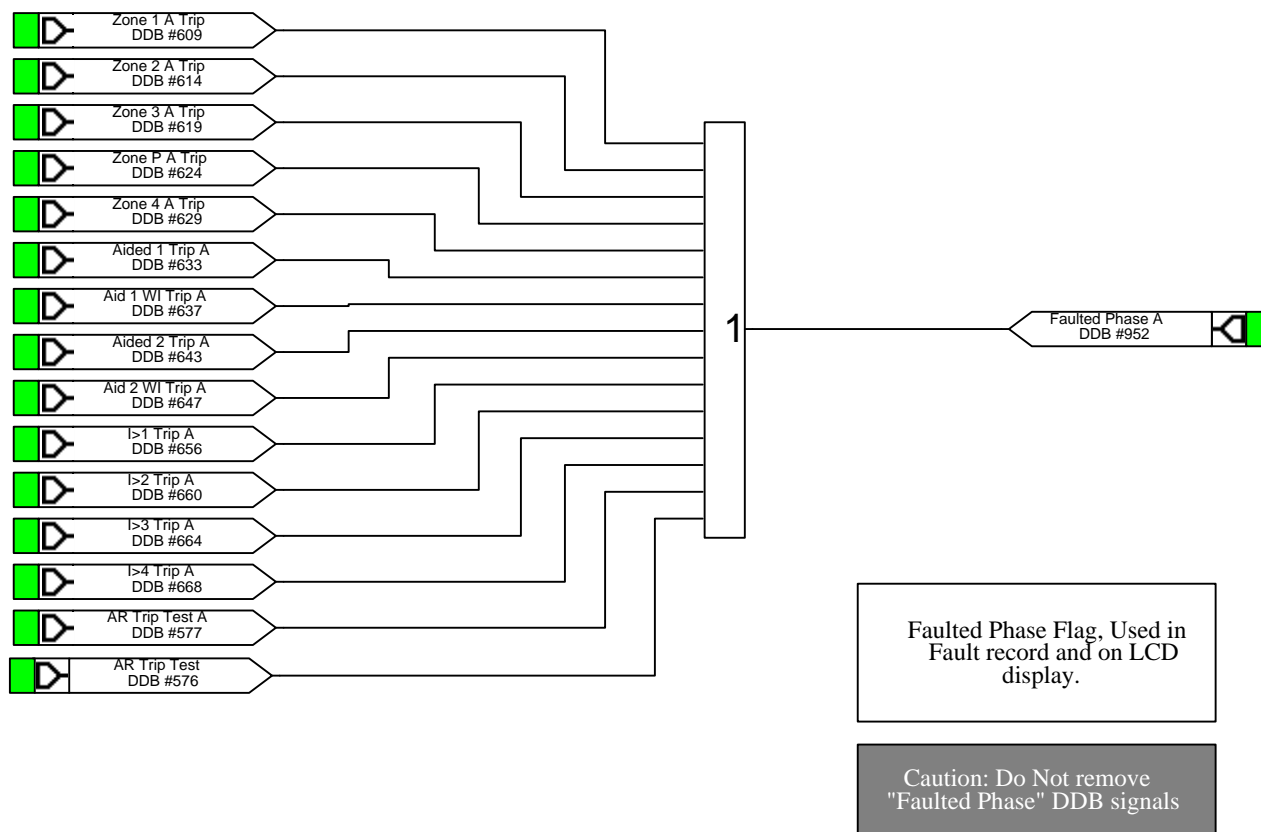 Zone 1 A Trip
DDB #609
Zone 2 A Trip
DDB #614
Zone 3 A Trip
DDB #619
Zone P A Trip
DDB #624
Zone 4 A Trip
DDB #629
Aided 1 Trip A
DDB #633
Aid 1 WI Trip A
DDB #637
Aided 2 Trip A
DDB #643
Aid 2 WI Trip A
DDB #647
I>1 Trip A
DDB #656
I>2 Trip A
DDB #660
I>3 Trip A
DDB #664
I>4 Trip A
DDB #668
AR Trip Test A
DDB #577
AR Trip Test
DDB #576
1
Faulted Phase A
DDB #952
Faulted Phase Flag, Used in
Fault record and on LCD
display.
Caution: Do Not remove
"Faulted Phase" DDB signals